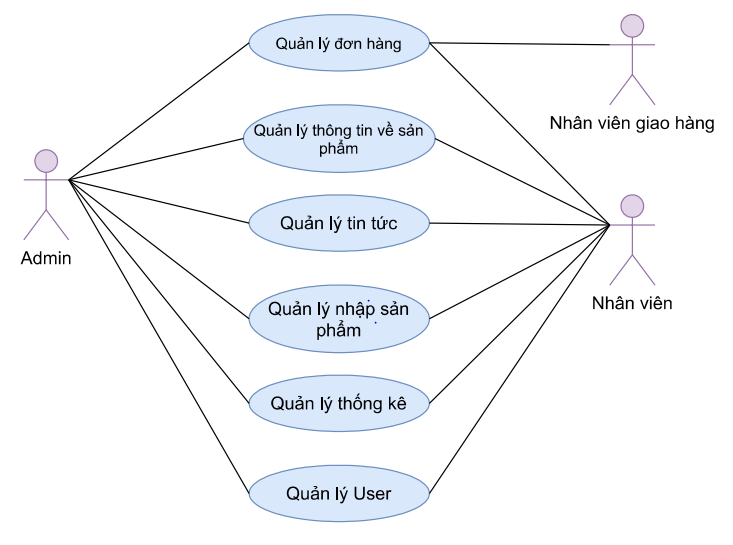 Quản lý đơn hàng
Nhân viên giao hàng
Quản lý thông tin về sản
phẩm
Admin
Quản lý tin tức
Nhân viên
Quản lý nhập sản
phẩm
Quản lý thống kê
Quản lý User